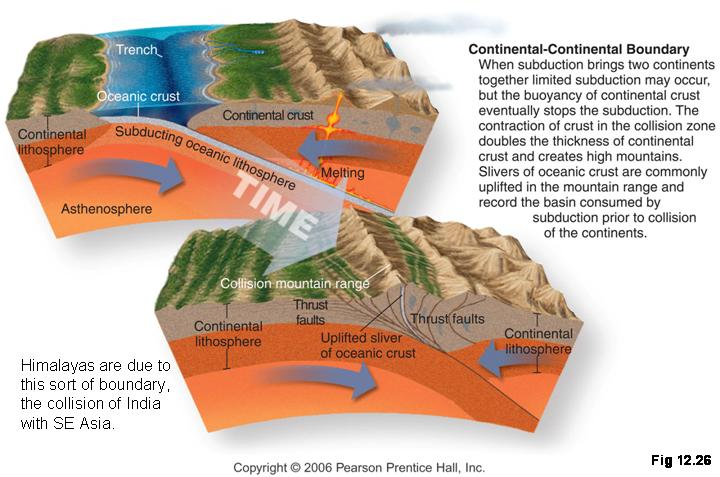 Continental-Continental Boundary
When subduction brings two continents
together limited subduction may occur,
but the buoyancy of continental crust
eventually stops the subduction. The
contraction of crust in the collision zone
doubles the thickness of continental
crust and creates high mountains.
Slivers of oceanic crust are commonly
uplifted in the mountain range and
record the basin consumed by
subduction prior to collision
of the continents.
Trench
Oceanic crust
Continental crust
Continental
lithosphere
Subducting oceanic lithosphere
Melting
Asthenosphere
TIME
Collision mountain range
Thrust
faults
Thrust faults
Continental
lithosphere
Uplifted sliver
of oceanic crust
Continental
lithosphere
Himalayas are due to
this sort of boundary,
the collision of India
with SE Asia.
Fig 12.26
Copyright © 2006 Pearson Prentice Hall, Inc.